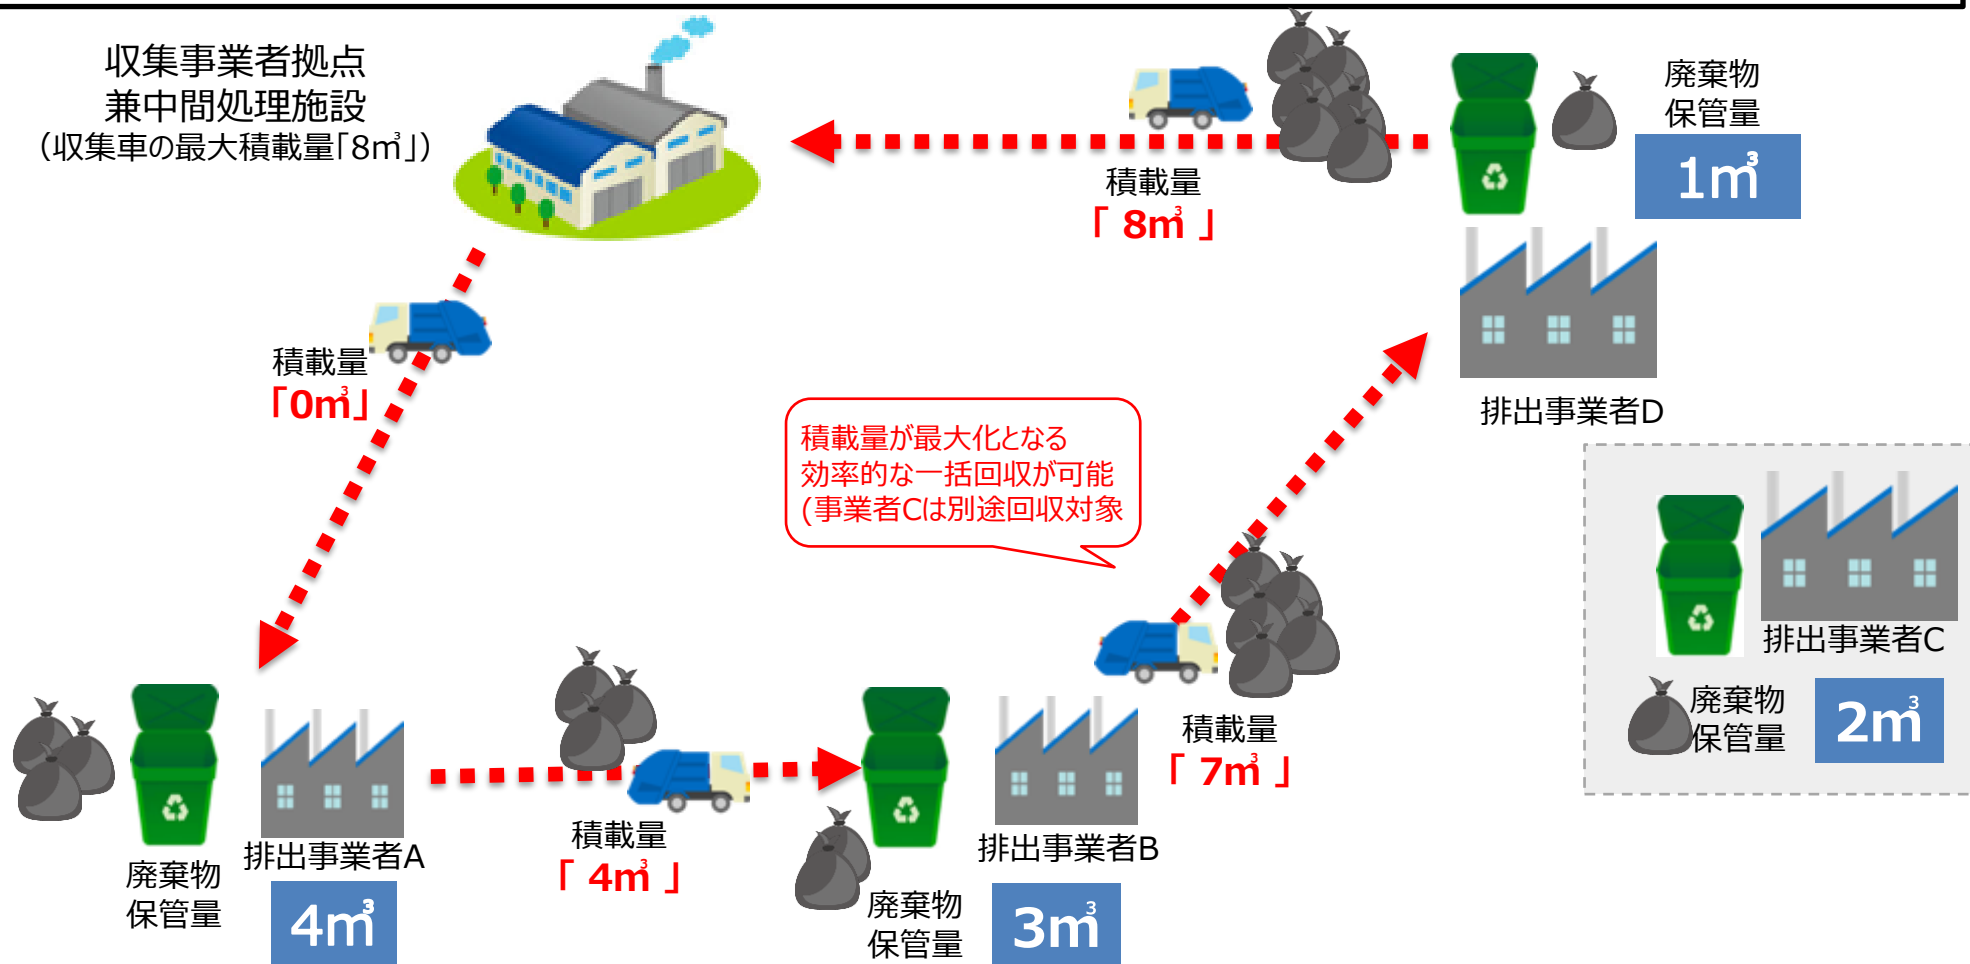 収集事業者拠点
兼中間処理施設
（収集車の最大積載量「8㎥」）
積載量
「 8㎥ 」
廃棄物
保管量
1㎥
排出事業者D
積載量
「0㎥」
積載量が最大化となる
効率的な一括回収が可能
(事業者Cは別途回収対象
排出事業者C
廃棄物
保管量
2㎥
積載量
「 7㎥ 」
積載量
「 4㎥ 」
排出事業者A
廃棄物
保管量
4㎥
排出事業者B
廃棄物
保管量
3㎥